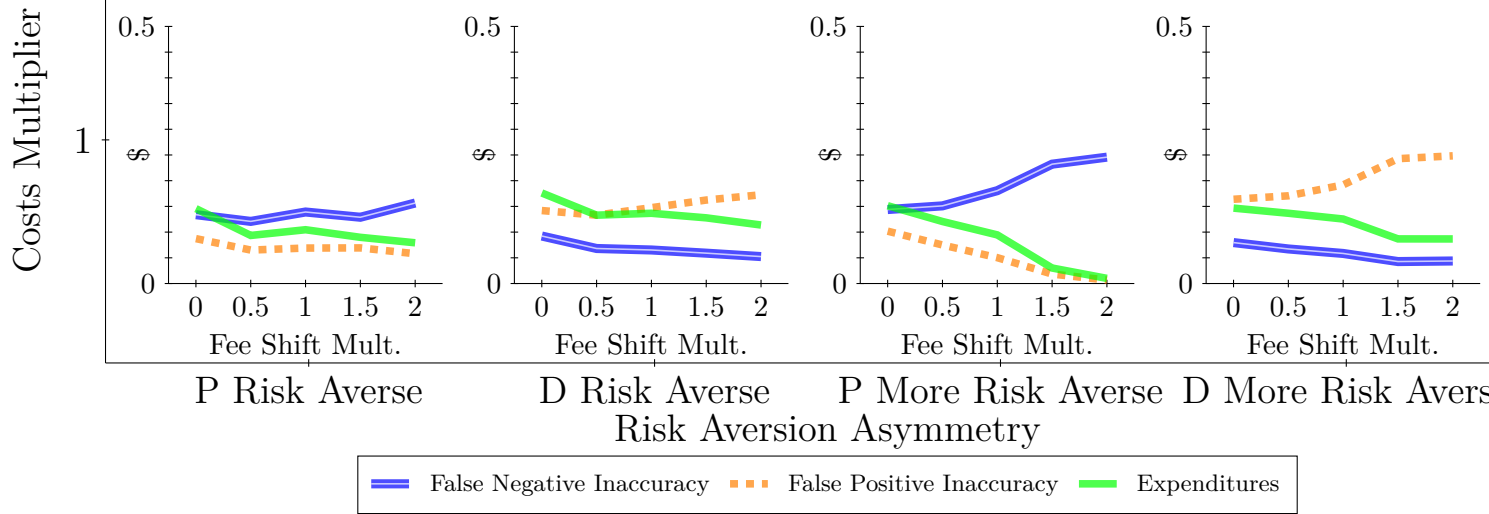 Costs Multiplier
1
0.5
$
0
0 0.5 1 1.5 2
Fee Shift Mult.
0.5
$
0
0 0.5 1 1.5 2
Fee Shift Mult.
0.5
$
0
0 0.5 1 1.5 2
Fee Shift Mult.
0.5
$
0
0 0.5 1 1.5 2
Fee Shift Mult.
P Risk Averse D Risk Averse P More Risk Averse D More Risk Avers
Risk Aversion Asymmetry
False Negative Inaccuracy False Positive Inaccuracy Expenditures